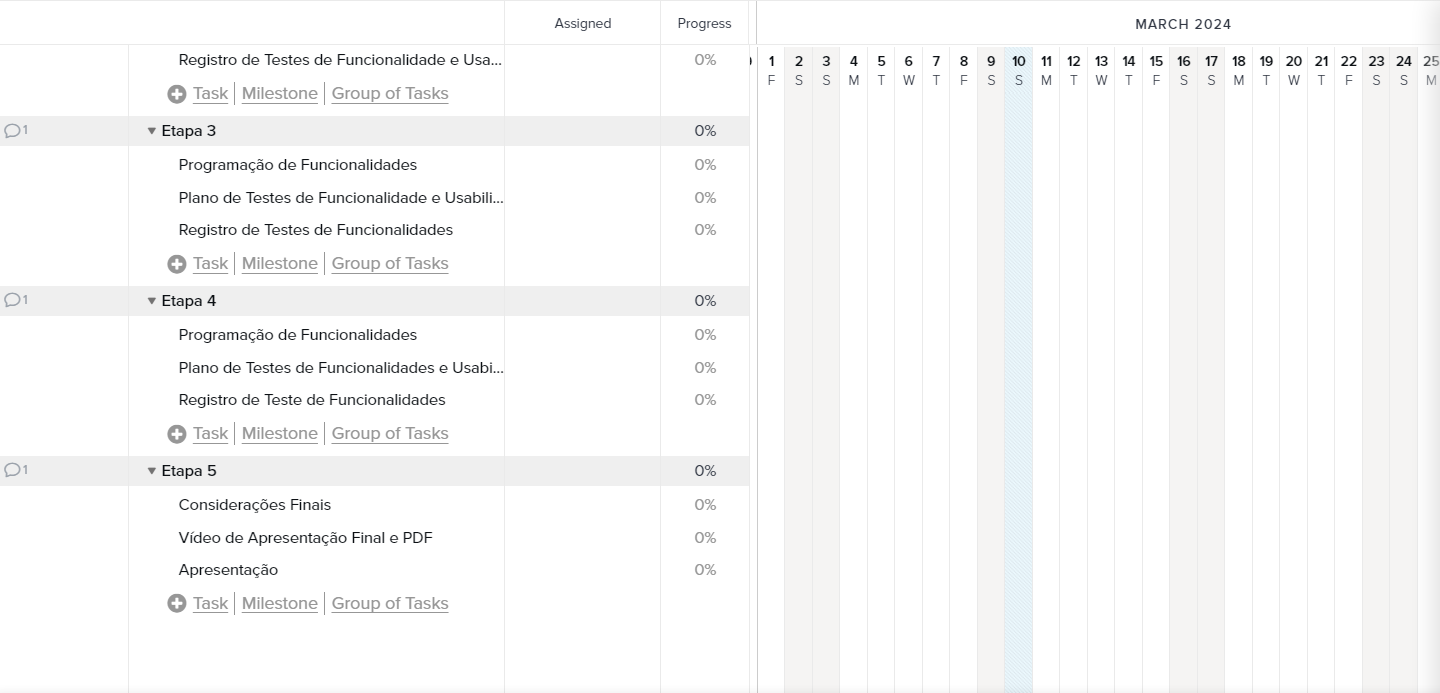 Assigned Progress MARCH 2024
1 2 3 4 5 6 7 8 9 10 11 12 13 14 15 16 17 18 19 20 21 22 23 24 25
F S S M T W T F S S M T W T F S S M T W T F S S M
Registro de Testes de Funcionalidade e Usa... 0%
Task Milestone Group of Tasks
1 Etapa 3 0%
Programação de Funcionalidades 0%
Plano de Testes de Funcionalidade e Usabili... 0%
Registro de Testes de Funcionalidades 0%
Task Milestone Group of Tasks
1 Etapa 4 0%
Programação de Funcionalidades 0%
Plano de Testes de Funcionalidades e Usabi... 0%
Registro de Teste de Funcionalidades 0%
Task Milestone Group of Tasks
1 Etapa 5 0%
Considerações Finais 0%
Vídeo de Apresentação Final e PDF 0%
Apresentação 0%
Task Milestone Group of Tasks